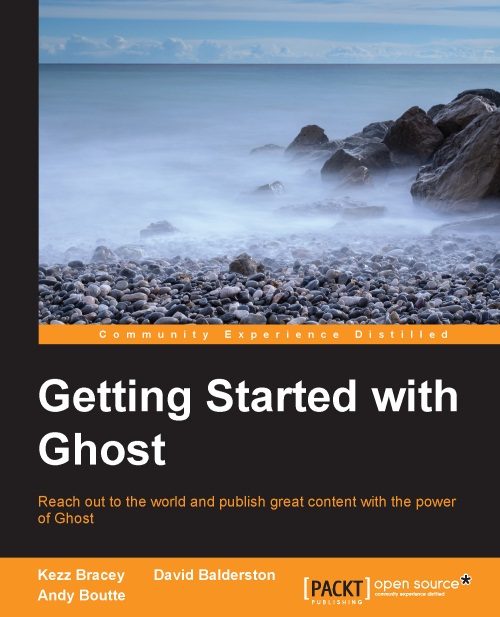 Community Experience Distilled
Getting Started with
Ghost
Reach out to the world and publish great content with the power
of Ghost
Kezz Bracey David Balderston
Andy Boutte
[PACKT]
PUBLISHING
open source*
community experience distilled